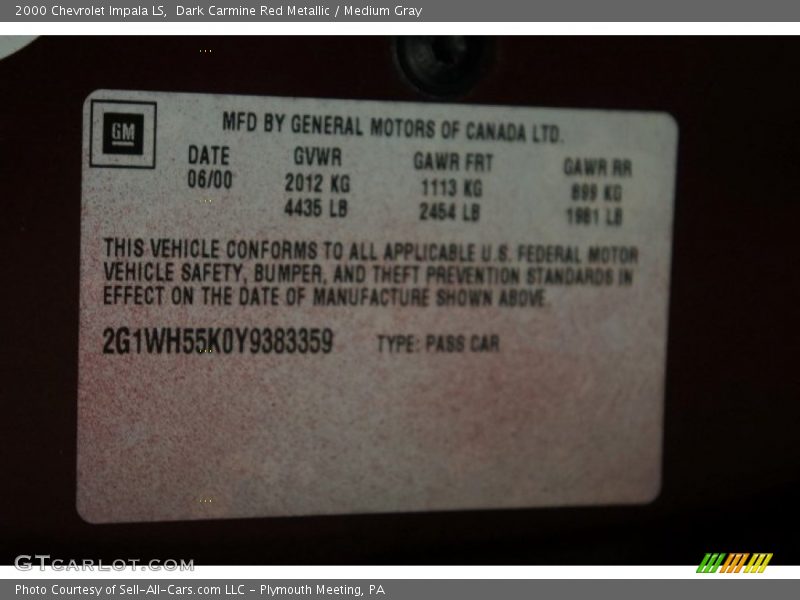 2000 Chevrolet Impala LS, Dark Carmine Red Metallic / Medium Gray
GM
MFD BY GENERAL MOTORS OF CANADA LTD.
DATE GVWR GAWR FRT GAWR RR
06/00 2012 KG 1113 KG 899 KG
4435 LB 2454 LB 1981 LB
THIS VEHICLE CONFORMS TO ALL APPLICABLE U.S. FEDERAL MOTOR
VEHICLE SAFETY, BUMPER, AND THEFT PREVENTION STANDARDS IN
EFFECT ON THE DATE OF MANUFACTURE SHOWN ABOVE.
2G1WH55K0Y9383359 TYPE: PASS CAR
GTCARLOT.COM
Photo Courtesy of Sell-All-Cars.com LLC - Plymouth Meeting, PA